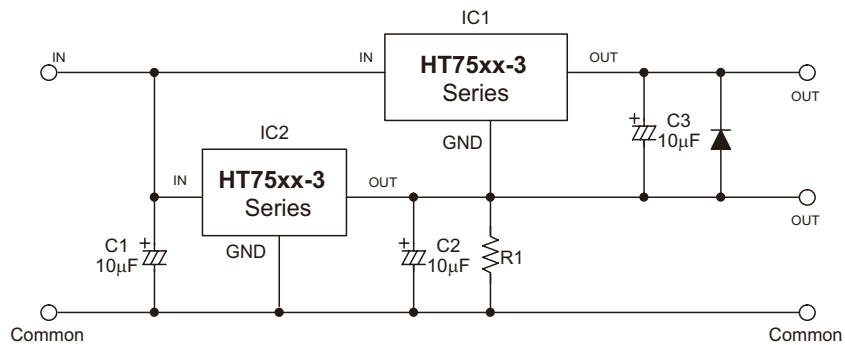 IC1
IN
IN
HT75xx-3
Series
OUT
OUT
GND
C3
10μF
IC2
IN
HT75xx-3
Series
OUT
OUT
GND
C1
10μF
C2
10μF
R1
Common
Common
+
+
+